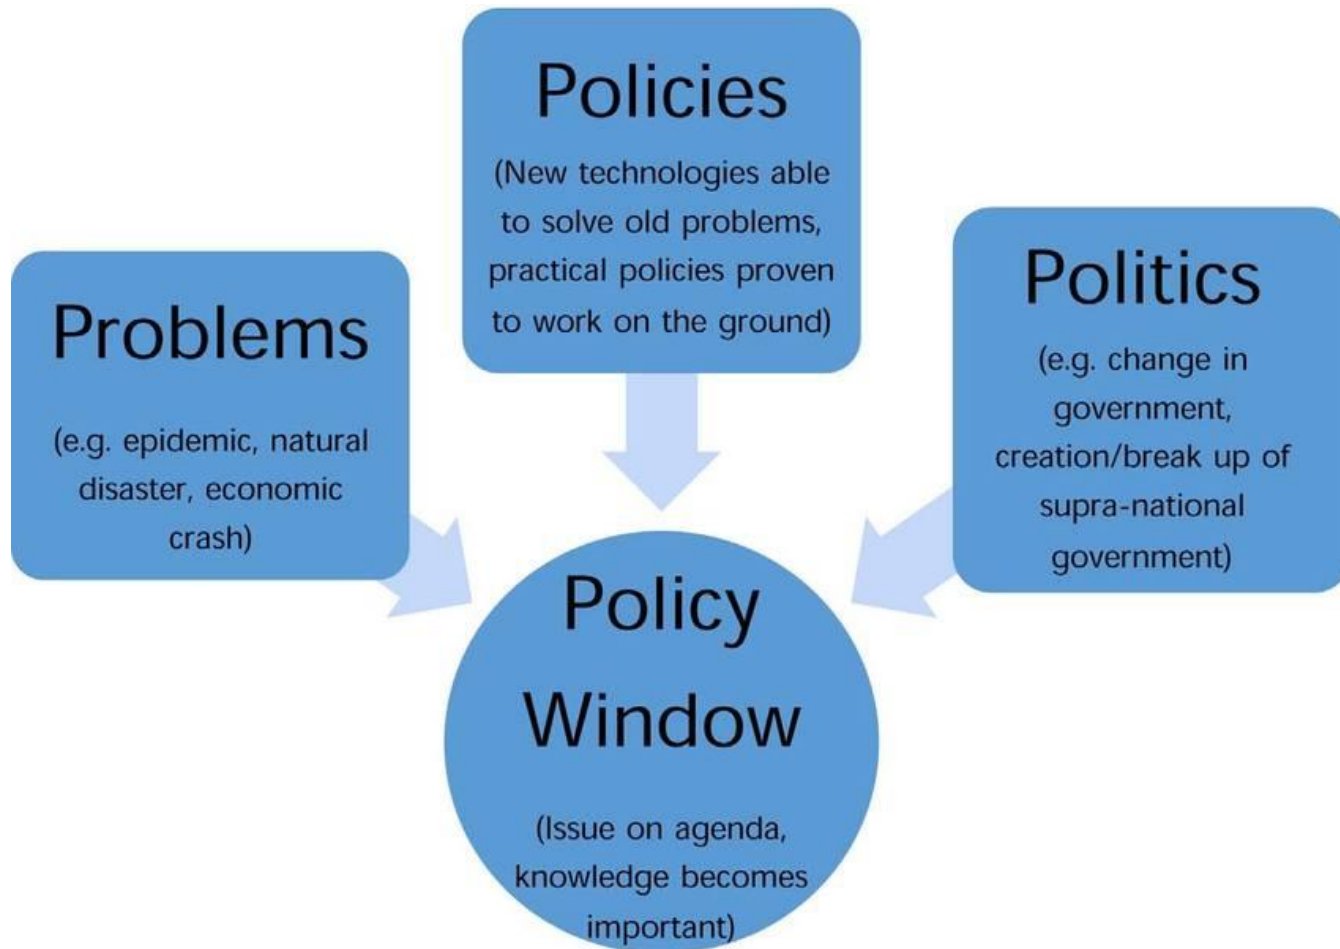 Policies
(New technologies able
to solve old problems,
practical policies proven
to work on the ground)
Problems
(e.g. epidemic, natural
disaster, economic
crash)
Politics
(e.g. change in
government,
creation/break up of
supra-national
government)
Policy
Window
(Issue on agenda,
knowledge becomes
important)